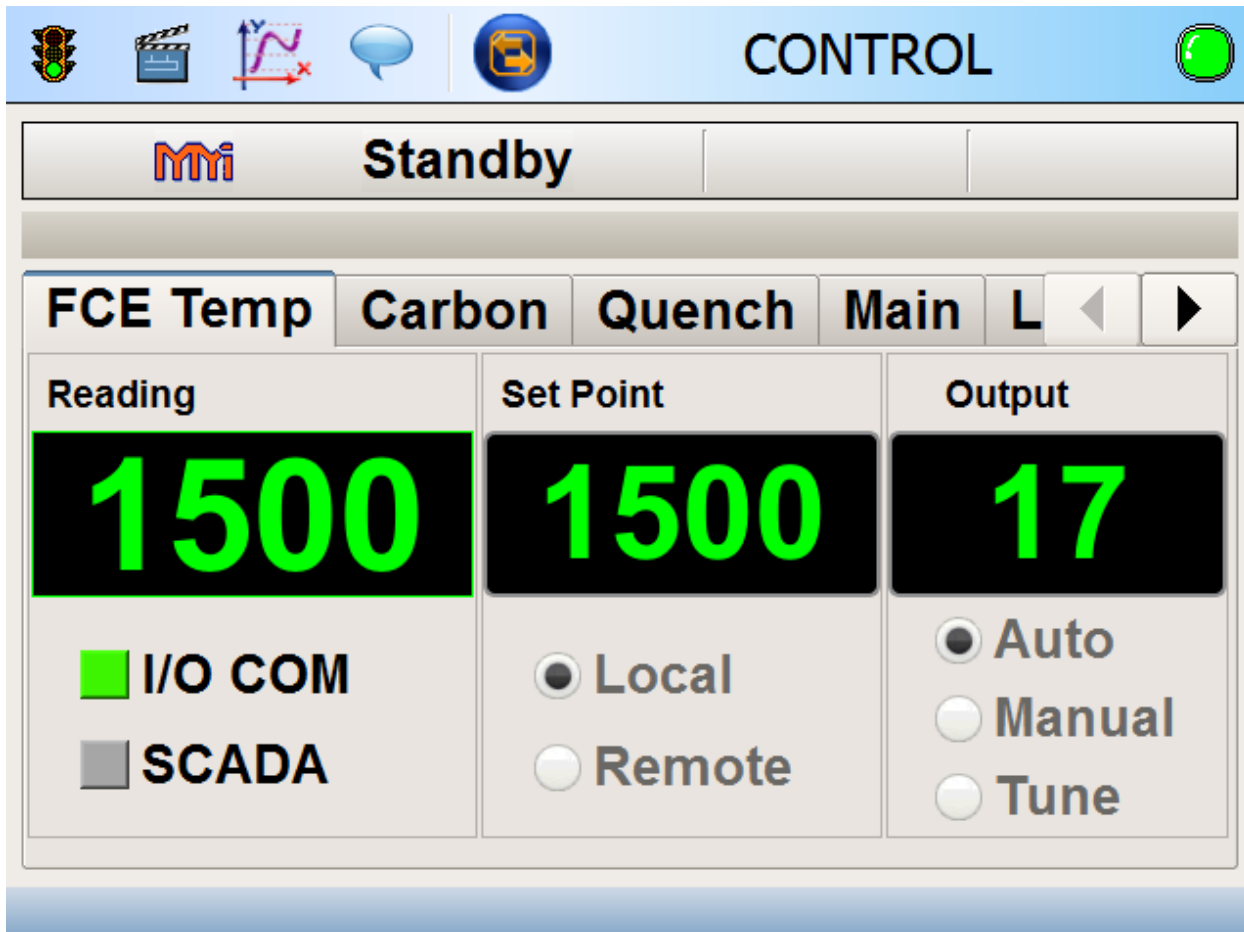 CONTROL
MMi Standby
FCE Temp Carbon Quench Main L
Reading Set Point Output
1500 1500 17
I/O COM Local Auto
SCADA Remote Manual
Tune